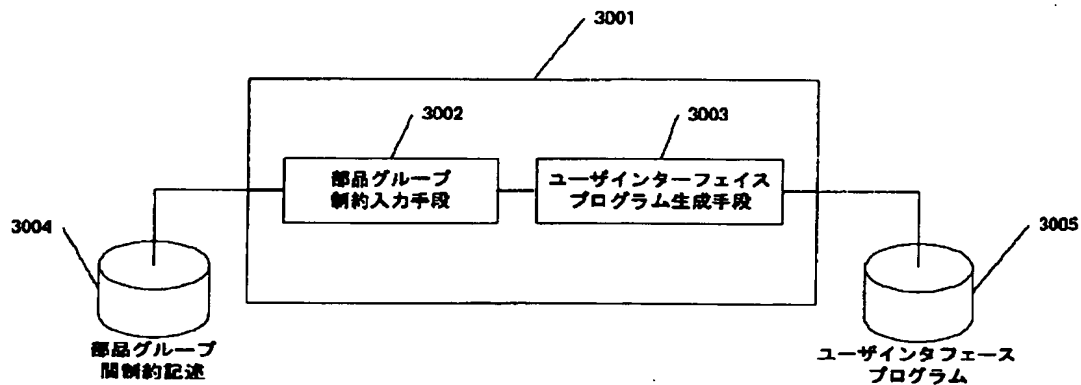 3001
3002
3003
部品グループ
制約入力手段
ユーザインターフェイス
プログラム生成手段
3004
3005
部品グループ
間制約記述
ユーザインタフェース
プログラム